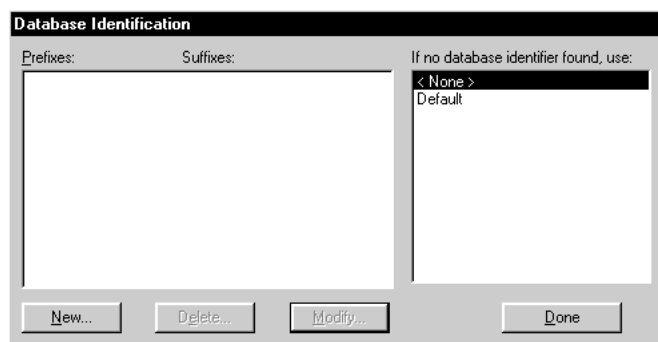 Database Identification
Prefixes: Suffixes: If no database identifier found, use:
< None >
Default
New... Delete... Modify... Done